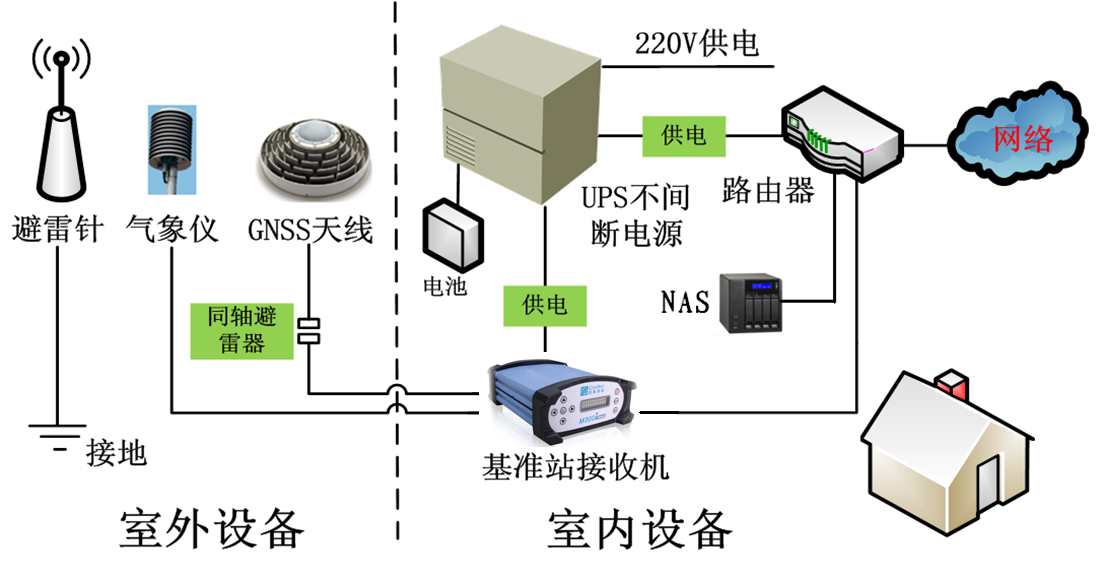 220V供电
供电
网络
避雷针
气象仪
GNSS天线
UPS不间
断电源
路由器
电池
NAS
同轴避
雷器
供电
M300
基准站接收机
接地
室外设备
室内设备